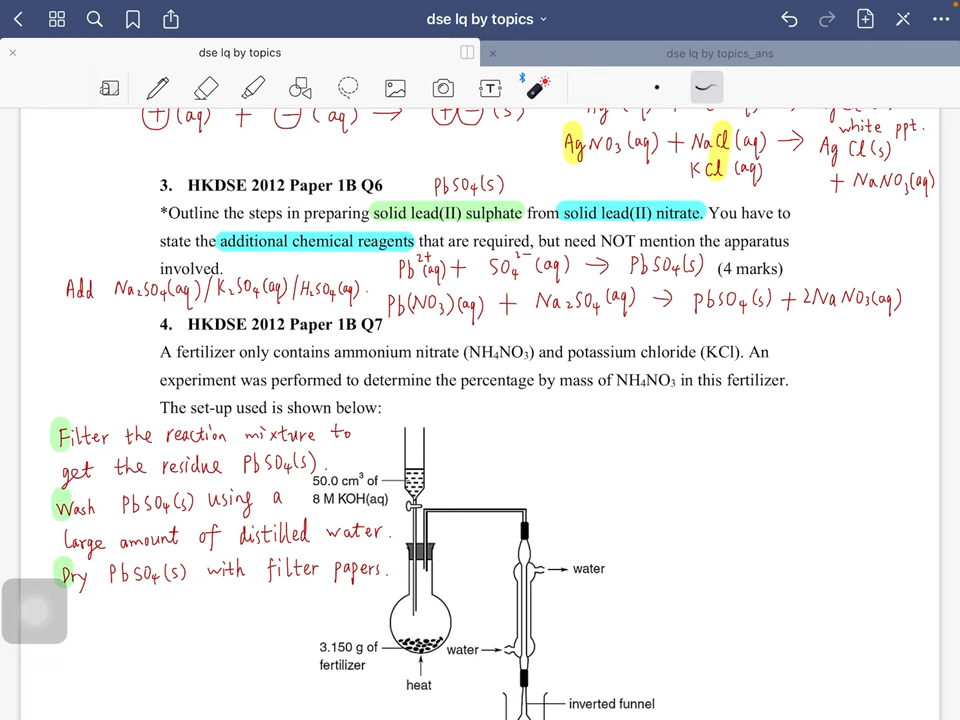 dse lq by topics
dse lq by topics
dse lq by topics_ans
(aq) + (aq) → (s)
white ppt.
AgNO₃(aq) + NaCl(aq) → AgCl(s)
KCl(aq)
+ NaNO₃(aq)
3. HKDSE 2012 Paper 1B Q6
PbSO₄(s)
*Outline the steps in preparing solid lead(II) sulphate from solid lead(II) nitrate. You have to
state the additional chemical reagents that are required, but need NOT mention the apparatus
involved.
Pb²⁺(aq) + SO₄²⁻(aq) → PbSO₄(s)
(4 marks)
Add Na₂SO₄(aq)/K₂SO₄(aq)/H₂SO₄(aq).
Pb(NO₃)(aq) + Na₂SO₄(aq) → PbSO₄(s) + 2NaNO₃(aq)
4. HKDSE 2012 Paper 1B Q7
A fertilizer only contains ammonium nitrate (NH₄NO₃) and potassium chloride (KCl). An
experiment was performed to determine the percentage by mass of NH₄NO₃ in this fertilizer.
The set-up used is shown below:
Filter the reaction mixture to
get the residue PbSO₄(s).
Wash PbSO₄(s) using a
large amount of distilled water.
Dry PbSO₄(s) with filter papers.
50.0 cm³ of
8 M KOH(aq)
water
3.150 g of
fertilizer
water
heat
inverted funnel